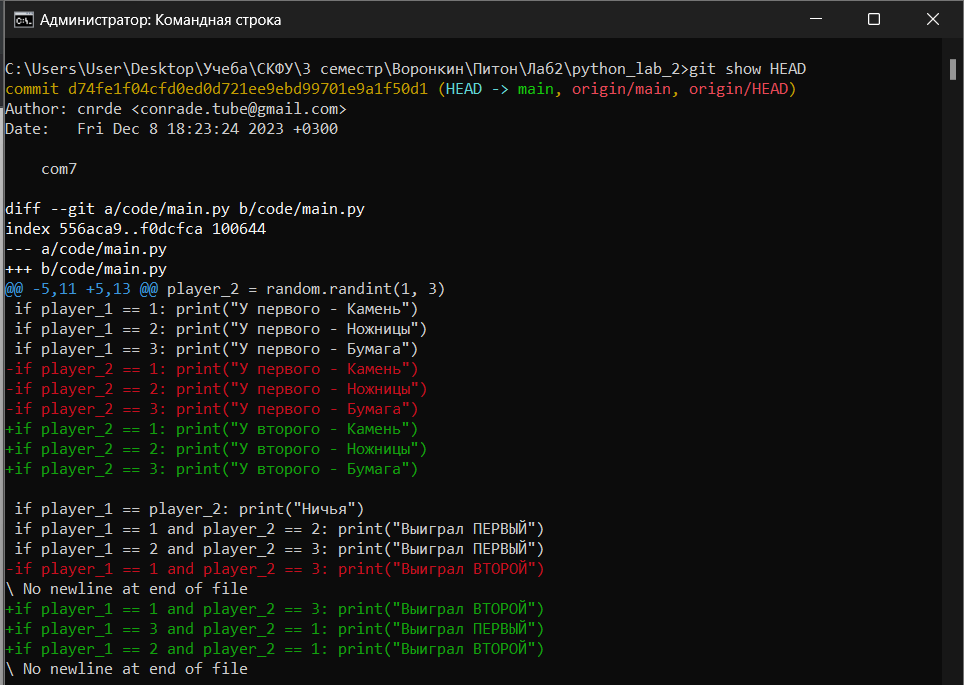 Администратор: Командная строка
C:\Users\User\Desktop\Учеба\СКФУ\3 семестр\Воронкин\Питон\Лаб2\python_lab_2>git show HEAD
commit d74fe1f04cfd0ed0d721ee9ebd99701e9a1f50d1 (HEAD -> main, origin/main, origin/HEAD)
Author: cnrde <conrade.tube@gmail.com>
Date:   Fri Dec 8 18:23:24 2023 +0300
    com7
diff --git a/code/main.py b/code/main.py
index 556aca9..f0dcfca 100644
--- a/code/main.py
+++ b/code/main.py
@@ -5,11 +5,13 @@ player_2 = random.randint(1, 3)
 if player_1 == 1: print("У первого - Камень")
 if player_1 == 2: print("У первого - Ножницы")
 if player_1 == 3: print("У первого - Бумага")
-if player_2 == 1: print("У первого - Камень")
-if player_2 == 2: print("У первого - Ножницы")
-if player_2 == 3: print("У первого - Бумага")
+if player_2 == 1: print("У второго - Камень")
+if player_2 == 2: print("У второго - Ножницы")
+if player_2 == 3: print("У второго - Бумага")
 if player_1 == player_2: print("Ничья")
 if player_1 == 1 and player_2 == 2: print("Выиграл ПЕРВЫЙ")
 if player_1 == 2 and player_2 == 3: print("Выиграл ПЕРВЫЙ")
-if player_1 == 1 and player_2 == 3: print("Выиграл ВТОРОЙ")
\ No newline at end of file
+if player_1 == 1 and player_2 == 3: print("Выиграл ВТОРОЙ")
+if player_1 == 3 and player_2 == 1: print("Выиграл ПЕРВЫЙ")
+if player_1 == 2 and player_2 == 1: print("Выиграл ВТОРОЙ")
\ No newline at end of file